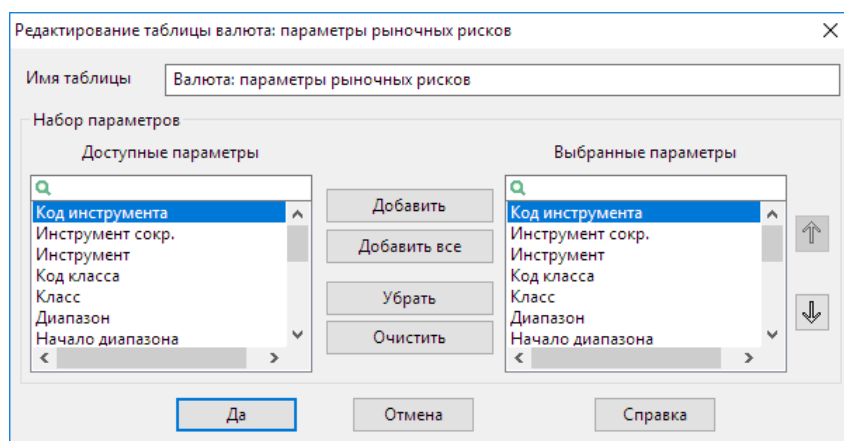 Редактирование таблицы валюта: параметры рыночных рисков
Имя таблицы Валюта: параметры рыночных рисков
Набор параметров
Доступные параметры Выбранные параметры
Код инструмента
Инструмент сокр.
Инструмент
Код класса
Класс
Диапазон
Начало диапазона
Добавить
Добавить все
Убрать
Очистить
Код инструмента
Инструмент сокр.
Инструмент
Код класса
Класс
Диапазон
Начало диапазона
Да Отмена Справка